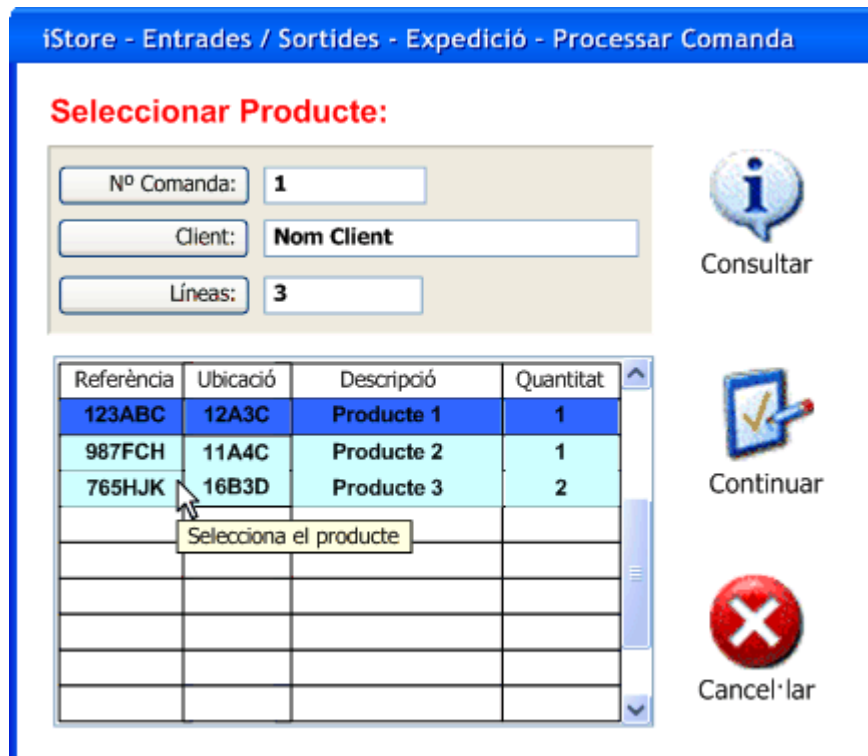 iStore - Entrades / Sortides - Expedició - Processar Comanda
Seleccionar Producte:
Nº Comanda: 1
Client: Nom Client
Líneas: 3
Consultar
Referència Ubicació Descripció Quantitat
123ABC 12A3C Producte 1 1
987FCH 11A4C Producte 2 1
765HJK 16B3D Producte 3 2
Selecciona el producte
Continuar
Cancel·lar